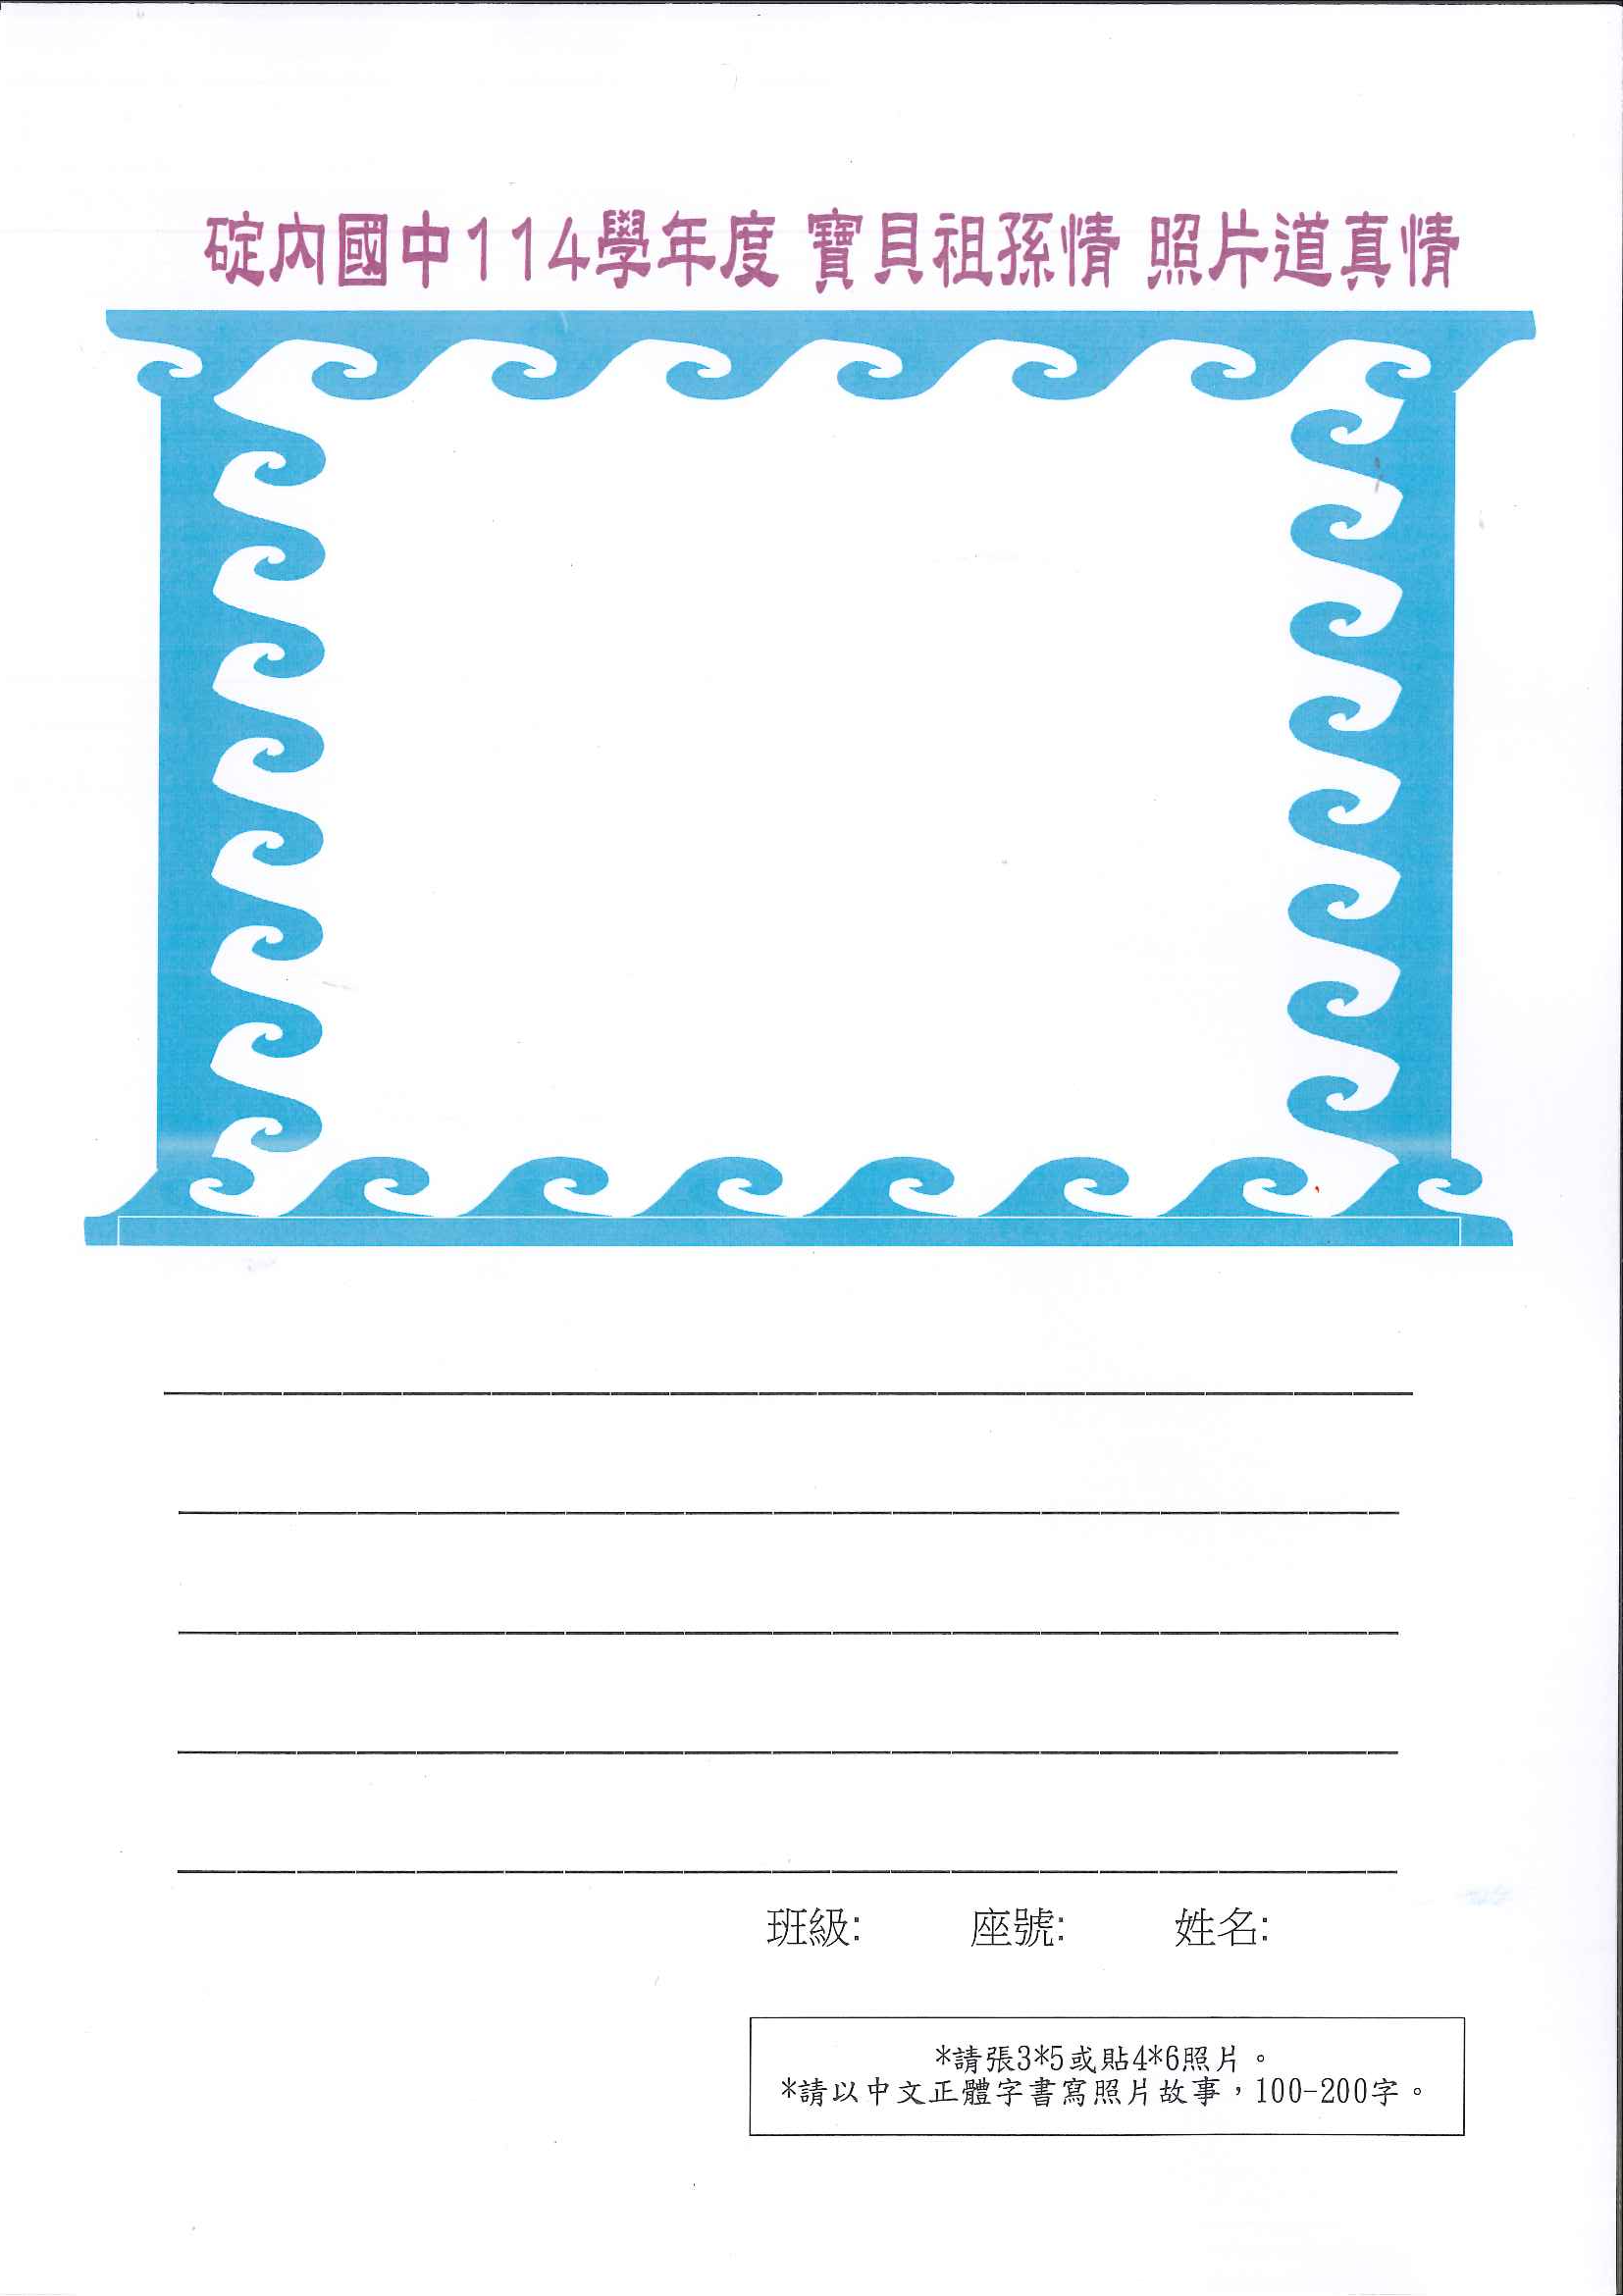 碇內國中114學年度 寶貝祖孫情 照片道真情
班級: 座號: 姓名:
*請張3*5或貼4*6照片。
*請以中文正體字書寫照片故事，100-200字。